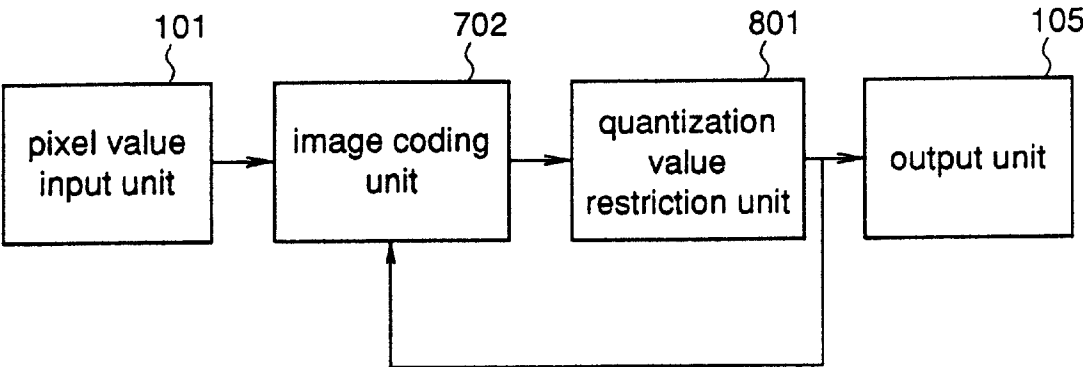 101
702
801
105
pixel value
input unit
image coding
unit
quantization
value
restriction unit
output unit